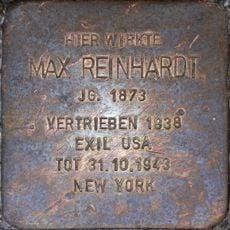 HIER WIRKTE
MAX REINHARDT
JG. 1873
VERTRIEBEN 1938
EXIL USA
TOT 31.10.1943
NEW YORK